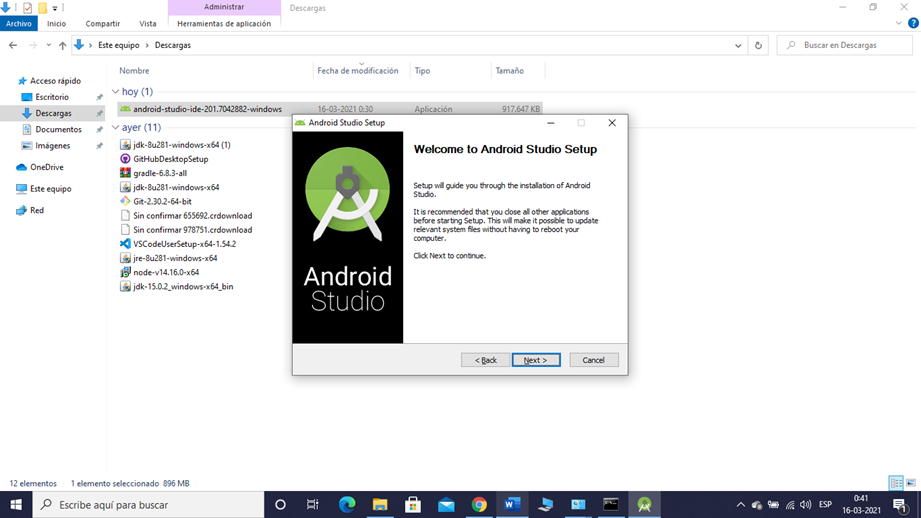 Administrar
Descargas
Archivo Inicio Compartir Vista Herramientas de aplicación
Este equipo > Descargas
Buscar en Descargas
Nombre Fecha de modificación Tipo Tamaño
Acceso rápido
Escritorio
Descargas
Documentos
Imágenes
OneDrive
Este equipo
Red
hoy (1)
android-studio-ide-201.7042882-windows 16-03-2021 0:30 Aplicación 917.647 KB
ayer (11)
jdk-8u281-windows-x64 (1)
GitHubDesktopSetup
gradle-6.8.3-all
jdk-8u281-windows-x64
Git-2.30.2-64-bit
Sin confirmar 655692.crdownload
Sin confirmar 978751.crdownload
VSCodeUserSetup-x64-1.54.2
jre-8u281-windows-x64
node-v14.16.0-x64
jdk-15.0.2_windows-x64_bin
Android Studio Setup
Android
Studio
Welcome to Android Studio Setup
Setup will guide you through the installation of Android
Studio.
It is recommended that you close all other applications
before starting Setup. This will make it possible to update
relevant system files without having to reboot your
computer.
Click Next to continue.
< Back Next > Cancel
12 elementos 1 elemento seleccionado 896 MB
Escribe aquí para buscar
ESP
0:41
16-03-2021
1